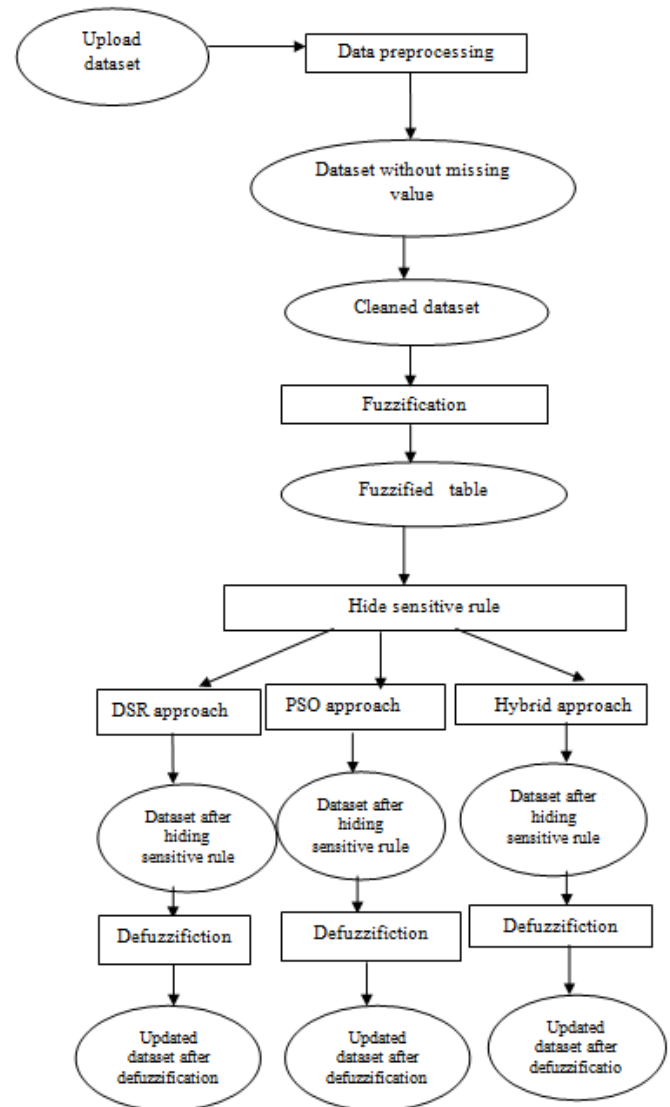 Upload
dataset
Data preprocessing
Dataset without missing
value
Cleaned dataset
Fuzzification
Fuzzified table
Hide sensitive rule
DSR approach
PSO approach
Hybrid approach
Dataset after
hiding
sensitive rule
Dataset after
hiding
sensitive rule
Dataset after
hiding
sensitive rule
Defuzzifiction
Defuzzifiction
Defuzzifiction
Updated
dataset after
defuzzification
Updated
dataset after
defuzzification
Updated
dataset after
defuzzificatio